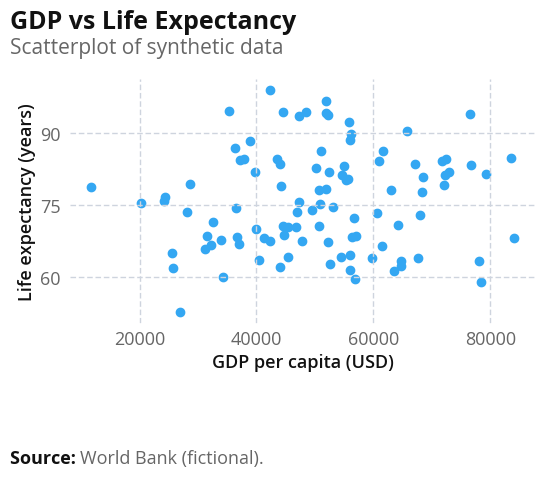 GDP vs Life Expectancy
Scatterplot of synthetic data
Life expectancy (years)
90
75
60
20000 40000 60000 80000
GDP per capita (USD)
Source: World Bank (fictional).